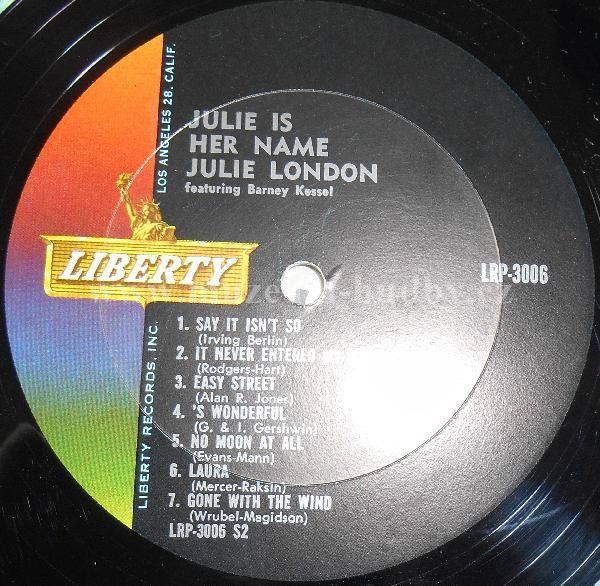 JULIE IS
HER NAME
JULIE LONDON
featuring Barney Kessel
LOS ANGELES 28, CALIF.
LIBERTY
LRP-3006
1. SAY IT ISN'T SO
(Irving Berlin)
2. IT NEVER ENTERED
(Rodgers-Hart)
3. EASY STREET
(Alan R. Jones)
4. 'S WONDERFUL
(G. & I. Gershwin)
5. NO MOON AT ALL
(Evans-Mann)
6. LAURA
(Mercer-Raksin)
7. GONE WITH THE WIND
(Wrubel-Magidson)
LRP-3006 S2
LIBERTY RECORDS, INC.